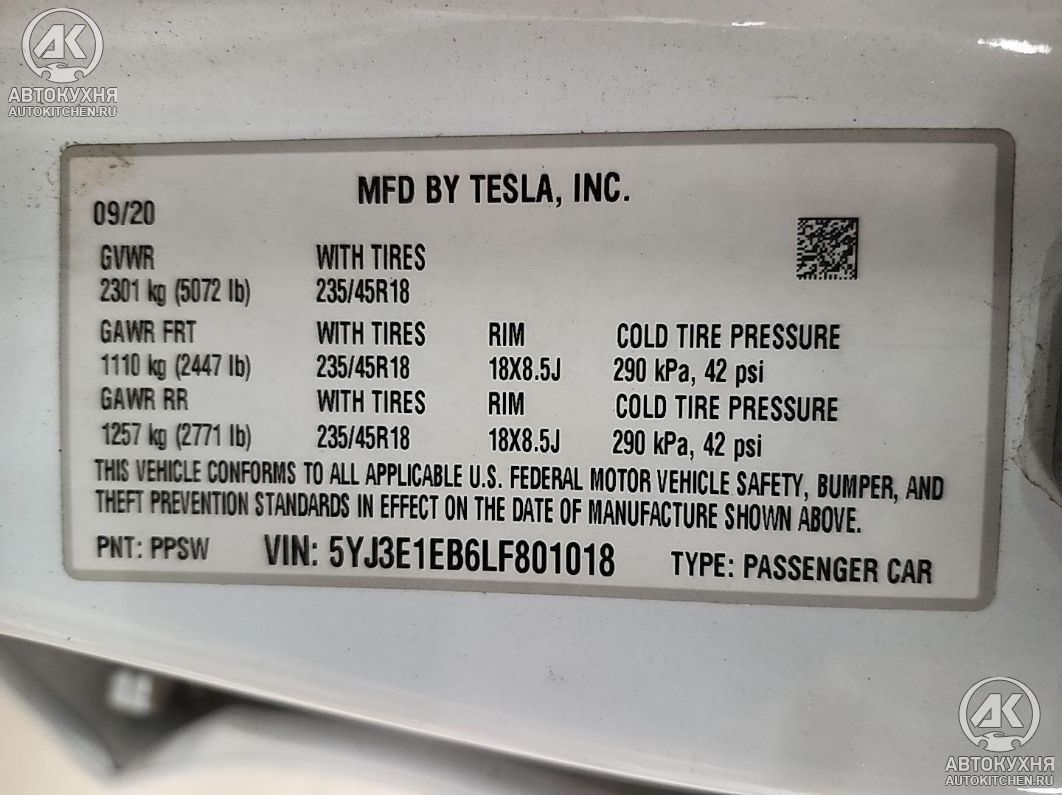 AK
АВТОКУХНЯ
AUTOKITCHEN.RU
MFD BY TESLA, INC.
09/20
GVWR WITH TIRES
2301 kg (5072 lb) 235/45R18
GAWR FRT WITH TIRES RIM COLD TIRE PRESSURE
1110 kg (2447 lb) 235/45R18 18X8.5J 290 kPa, 42 psi
GAWR RR WITH TIRES RIM COLD TIRE PRESSURE
1257 kg (2771 lb) 235/45R18 18X8.5J 290 kPa, 42 psi
THIS VEHICLE CONFORMS TO ALL APPLICABLE U.S. FEDERAL MOTOR VEHICLE SAFETY, BUMPER, AND
THEFT PREVENTION STANDARDS IN EFFECT ON THE DATE OF MANUFACTURE SHOWN ABOVE.
PNT: PPSW VIN: 5YJ3E1EB6LF801018 TYPE: PASSENGER CAR
AK
АВТОКУХНЯ
AUTOKITCHEN.RU